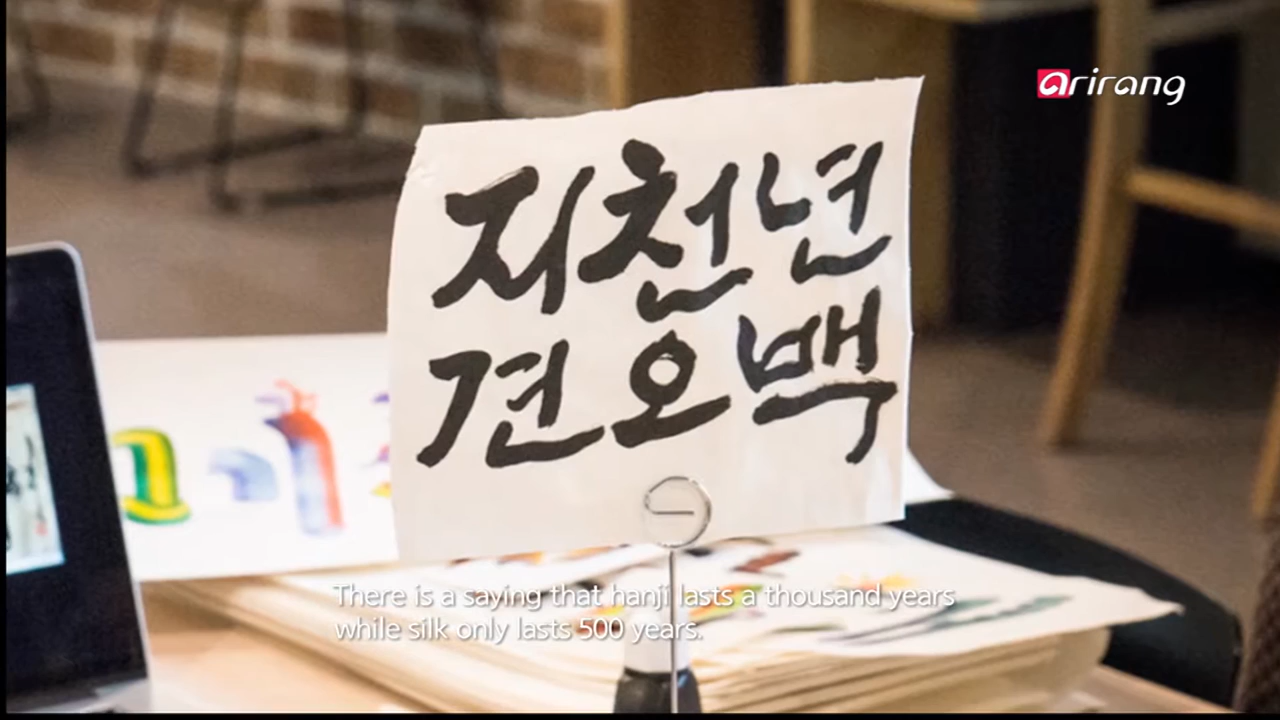 arirang
지천년
견오백
There is a saying that hanji lasts a thousand years
while silk only lasts 500 years.